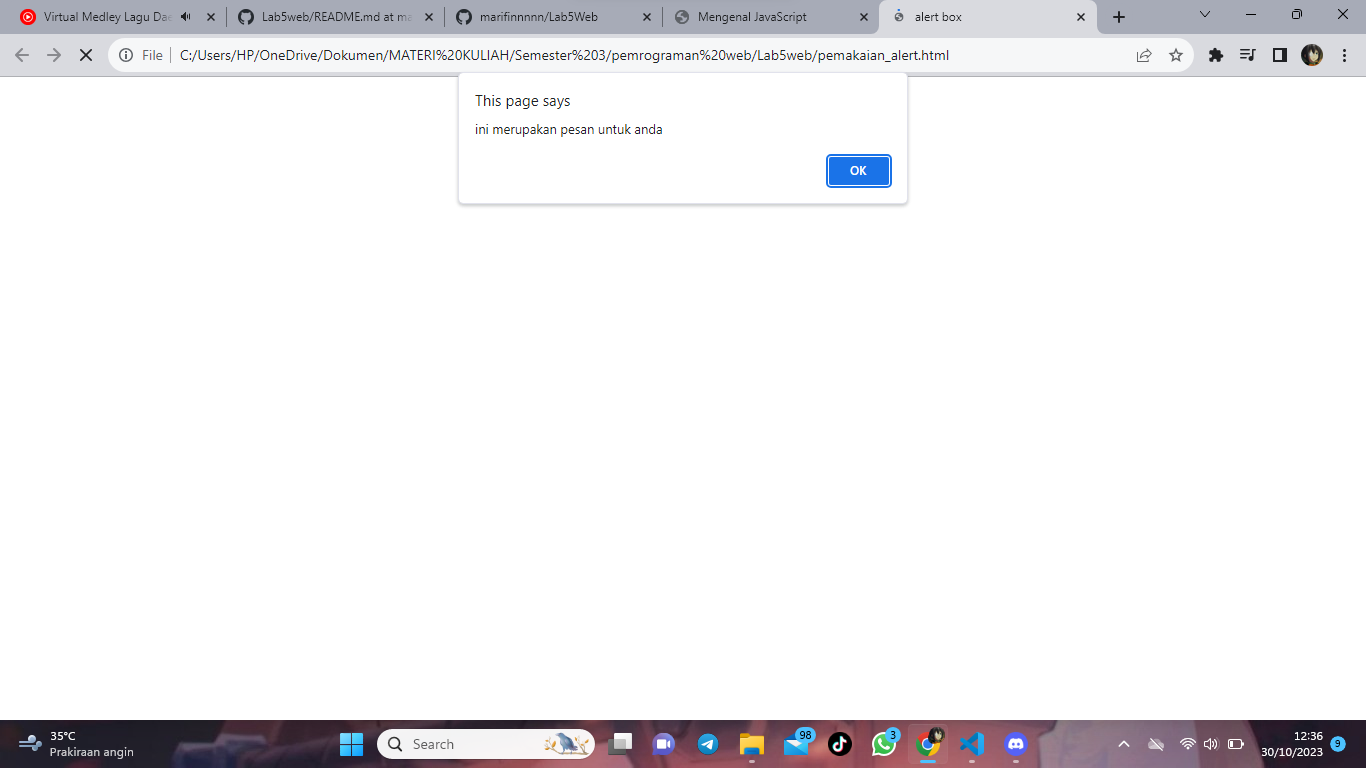 Virtual Medley Lagu Dae
Lab5web/README.md at ma
marifinnnnn/Lab5Web
Mengenal JavaScript
alert box
File
C:/Users/HP/OneDrive/Dokumen/MATERI%20KULIAH/Semester%203/pemrograman%20web/Lab5web/pemakaian_alert.html
This page says
ini merupakan pesan untuk anda
OK
35°C
Prakiraan angin
Search
98
3
12:36
30/10/2023
9